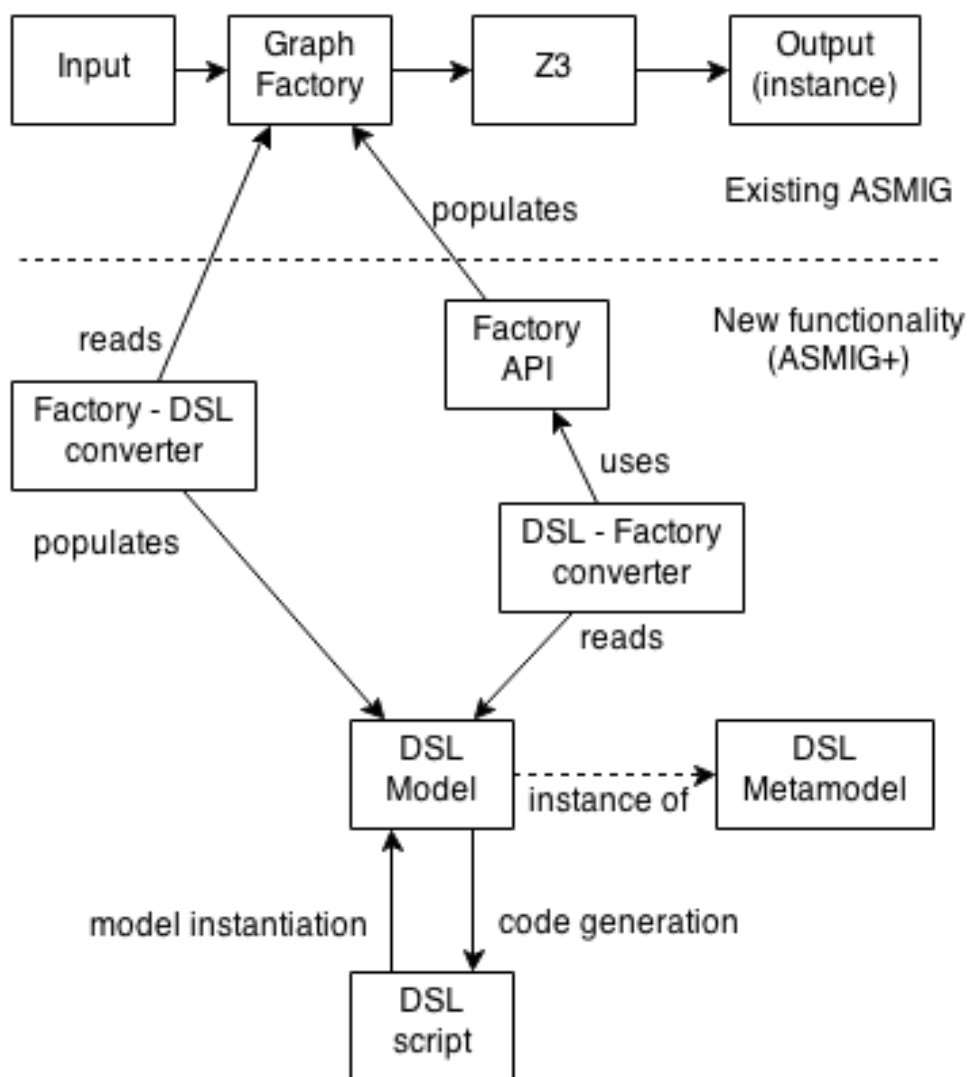 Input
Graph
Factory
Z3
Output
(instance)
Existing ASMIG
populates
New functionality
(ASMIG+)
reads
Factory
API
Factory - DSL
converter
uses
populates
DSL - Factory
converter
reads
DSL
Model
instance of
DSL
Metamodel
model instantiation
code generation
DSL
script